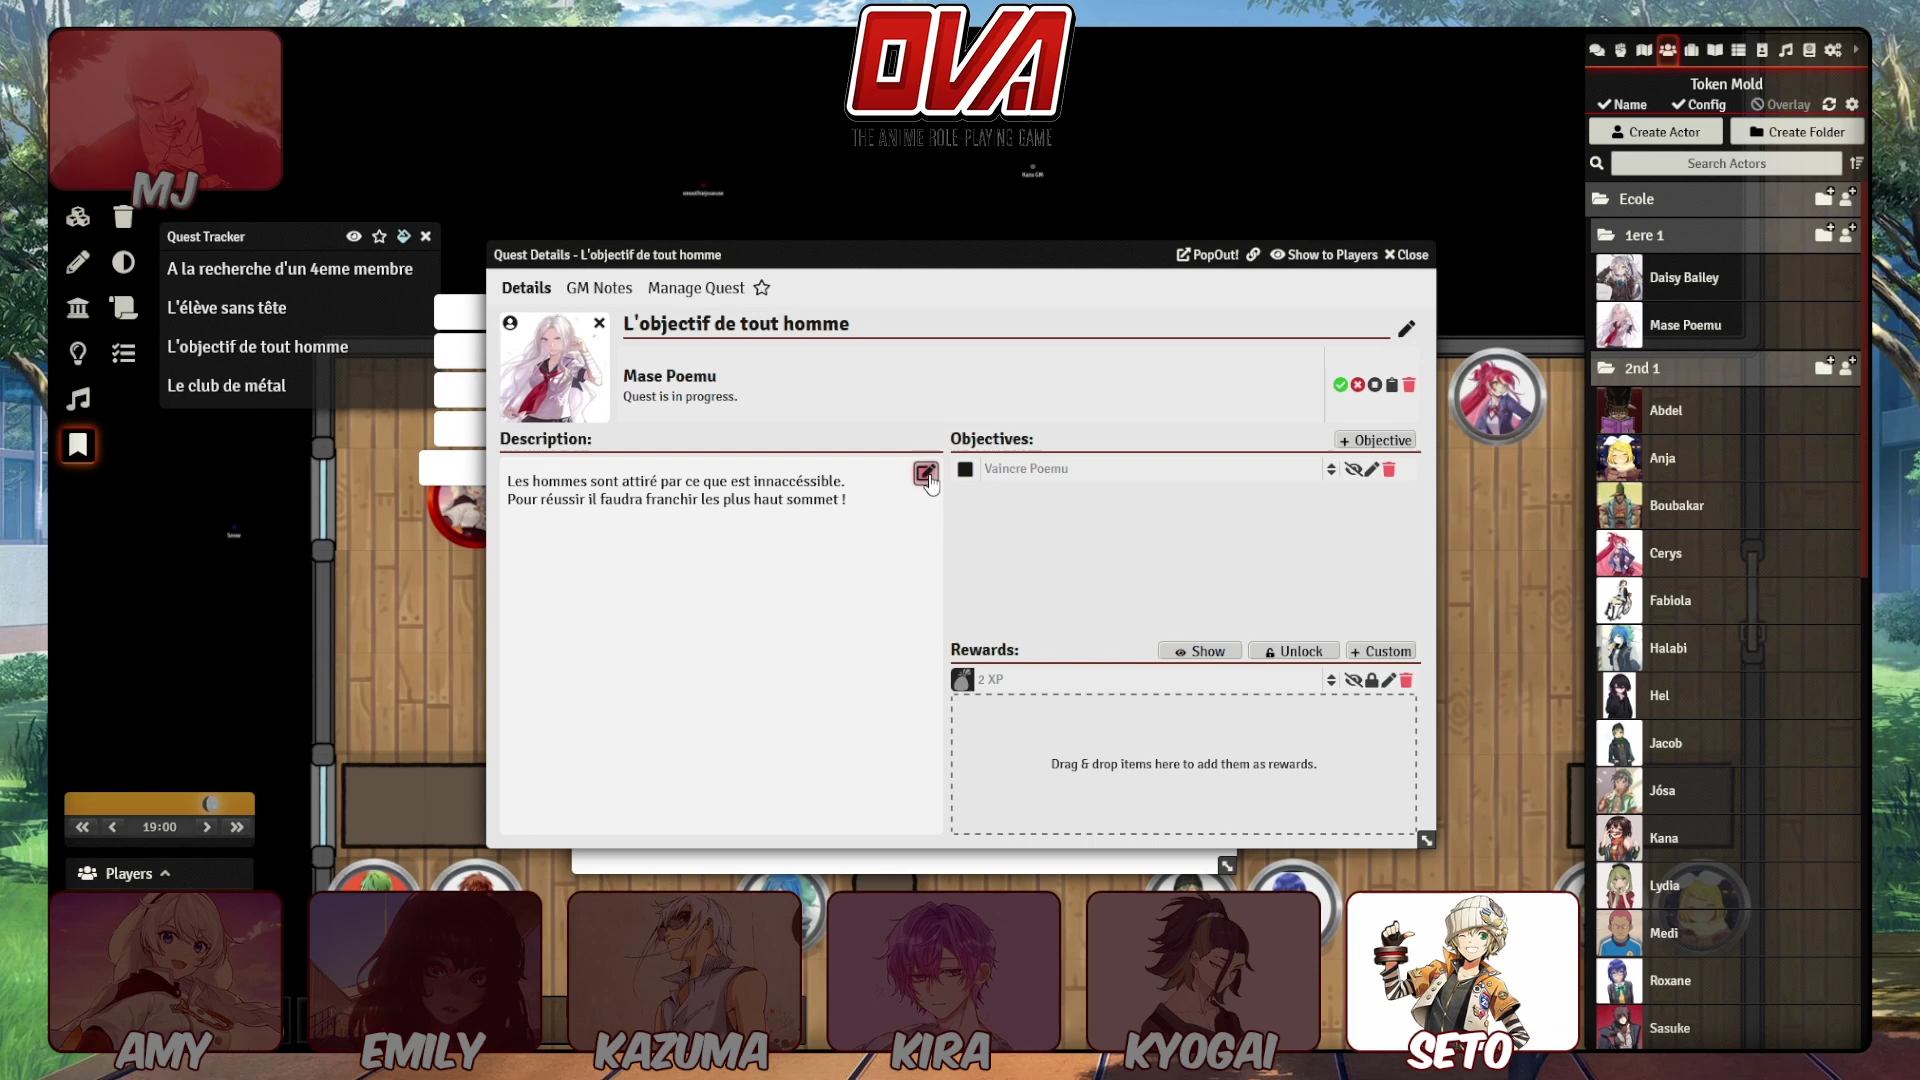 OVA
THE ANIME ROLE-PLAYING GAME
MJ
Kazu GM
Snow
Quest Tracker
A la recherche d'un 4eme membre
L'élève sans tête
L'objectif de tout homme
Le club de métal
Quest Details - L'objectif de tout homme
PopOut!
Show to Players
Close
Details
GM Notes
Manage Quest
L'objectif de tout homme
Mase Poemu
Quest is in progress.
Description:
Les hommes sont attiré par ce que est innaccéssible.
Pour réussir il faudra franchir les plus haut sommet !
Objectives:
+ Objective
Vaincre Poemu
Rewards:
Show
Unlock
+ Custom
2 XP
Drag & drop items here to add them as rewards.
19:00
Players
AMY
EMILY
KAZUMA
KIRA
KYOGAI
SETO
Token Mold
Name
Config
Overlay
Create Actor
Create Folder
Search Actors
Ecole
1ere 1
Daisy Bailey
Mase Poemu
2nd 1
Abdel
Anja
Boubakar
Cerys
Fabiola
Halabi
Hel
Jacob
Jósa
Kana
Lydia
Medi
Roxane
Sasuke